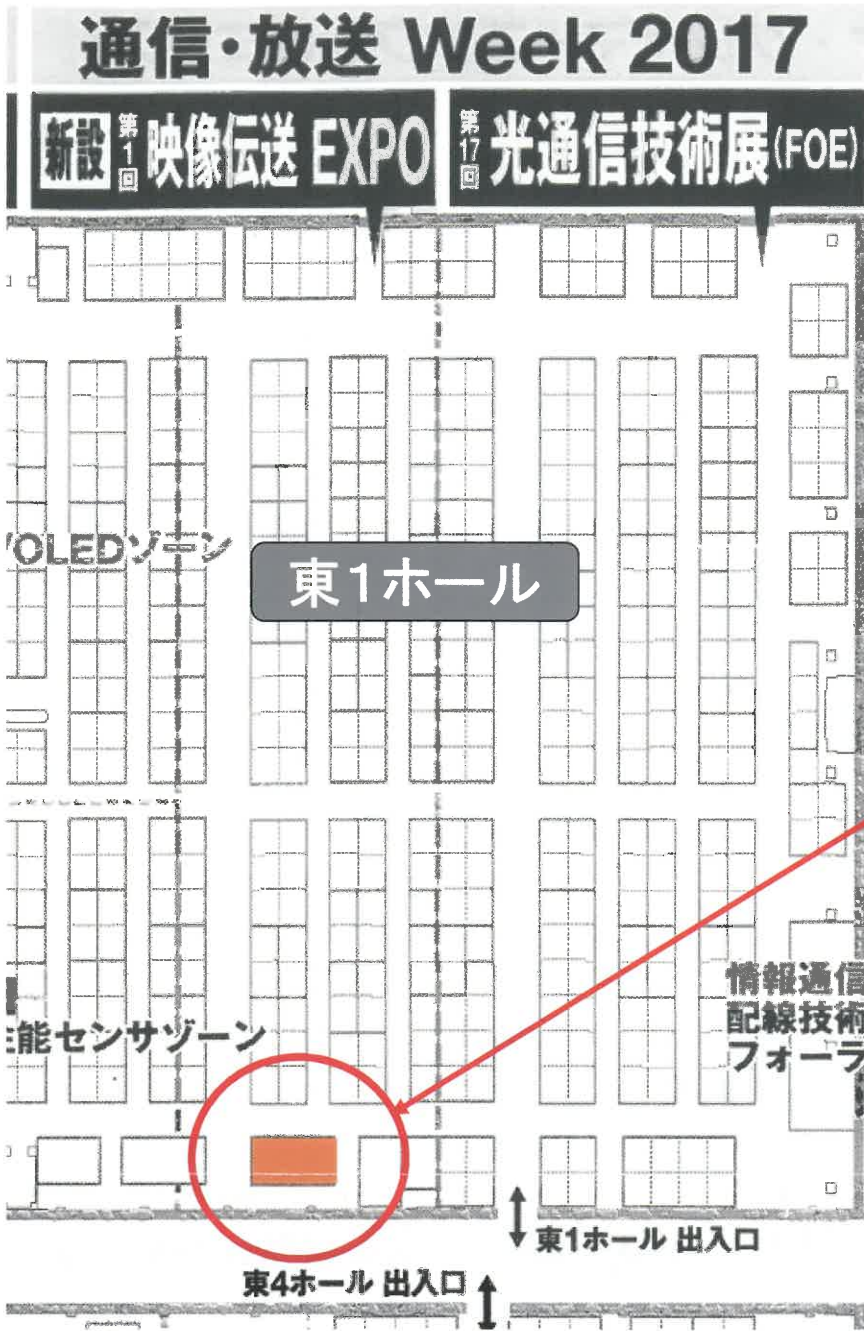 通信・放送 Week 2017
新設 第1回 映像伝送 EXPO
第17回 光通信技術展(FOE)
/OLEDゾーン
東1ホール
情報通信
配線技術
フォーラ
能センサゾーン
東1ホール 出入口
東4ホール 出入口